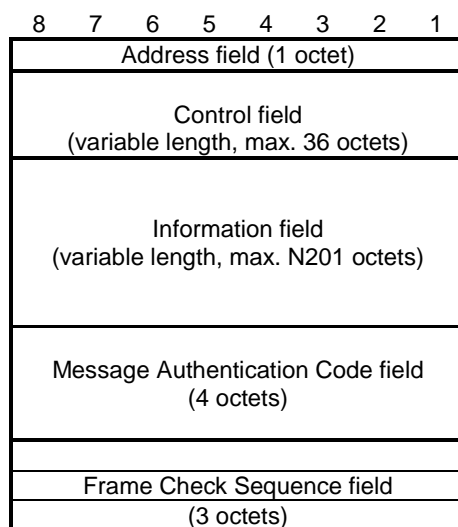 8 7 6 5 4 3 2 1
Address field (1 octet)
Control field
(variable length, max. 36 octets)
Information field
(variable length, max. N201 octets)
Message Authentication Code field
(4 octets)
Frame Check Sequence field
(3 octets)